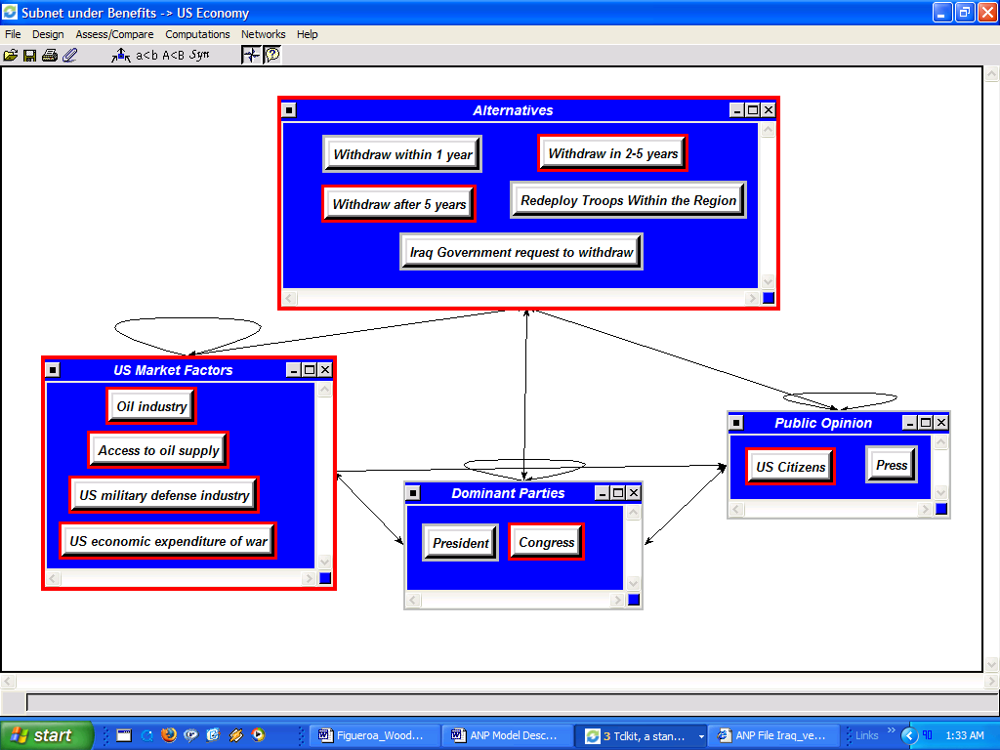 Subnet under Benefits -> US Economy
File Design Assess/Compare Computations Networks Help
a<b A<B Syn
Alternatives
Withdraw within 1 year
Withdraw in 2-5 years
Withdraw after 5 years
Redeploy Troops Within the Region
Iraq Government request to withdraw
US Market Factors
Oil industry
Access to oil supply
US military defense industry
US economic expenditure of war
Dominant Parties
President
Congress
Public Opinion
US Citizens
Press
start
Figueroa_Wood...
ANP Model Desc...
3 Tclkit, a stan...
ANP File Iraq_ve...
Links
1:33 AM